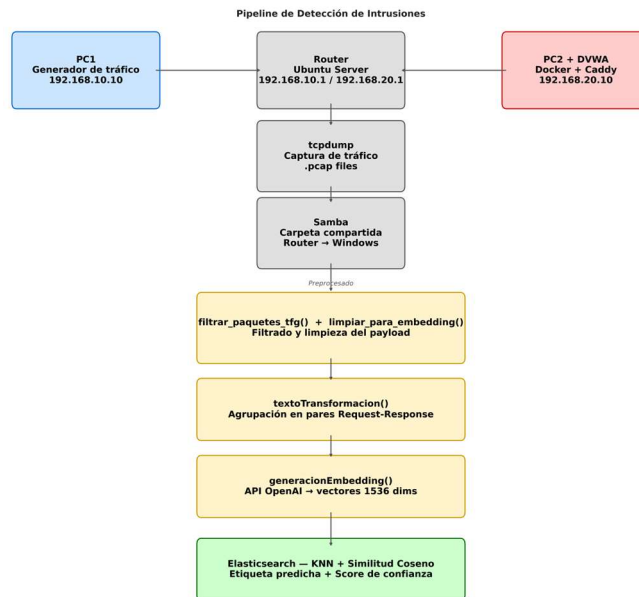 Pipeline de Detección de Intrusiones
PC1
Generador de tráfico
192.168.10.10
Router
Ubuntu Server
192.168.10.1 / 192.168.20.1
PC2 + DVWA
Docker + Caddy
192.168.20.10
tcpdump
Captura de tráfico
.pcap files
Samba
Carpeta compartida
Router → Windows
Preprocesado
filtrar_paquetes_tfg() + limpiar_para_embedding()
Filtrado y limpieza del payload
textoTransformacion()
Agrupación en pares Request-Response
generacionEmbedding()
API OpenAI → vectores 1536 dims
Elasticsearch — KNN + Similitud Coseno
Etiqueta predicha + Score de confianza